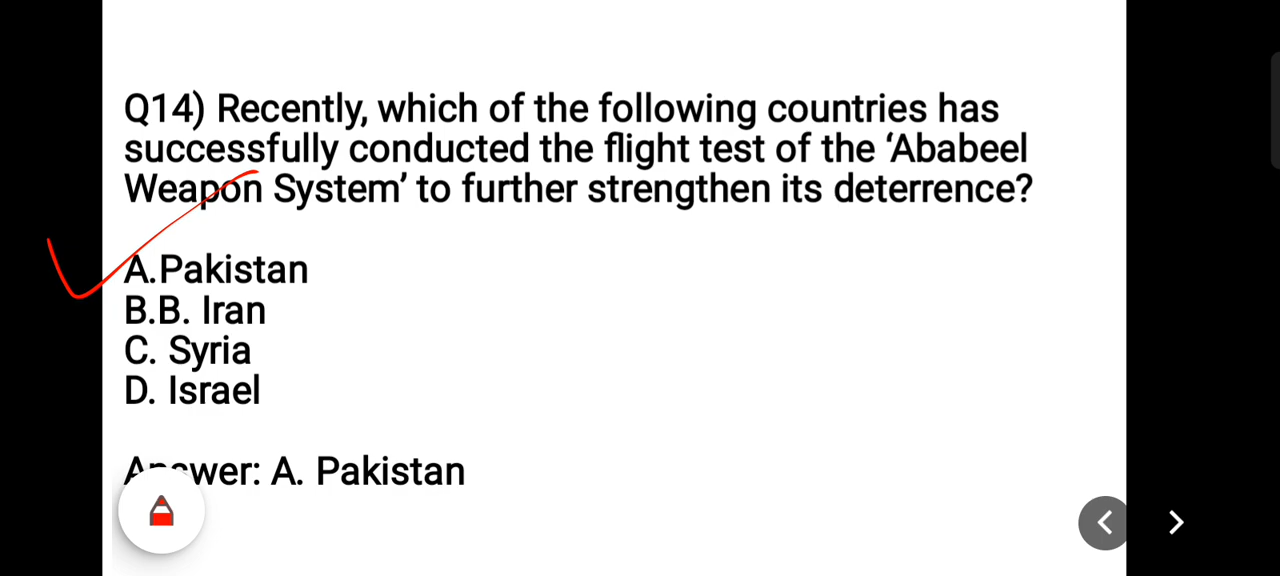 Q14) Recently, which of the following countries has
successfully conducted the flight test of the ‘Ababeel
Weapon System’ to further strengthen its deterrence?
A.Pakistan
B.B. Iran
C. Syria
D. Israel
Answer: A. Pakistan